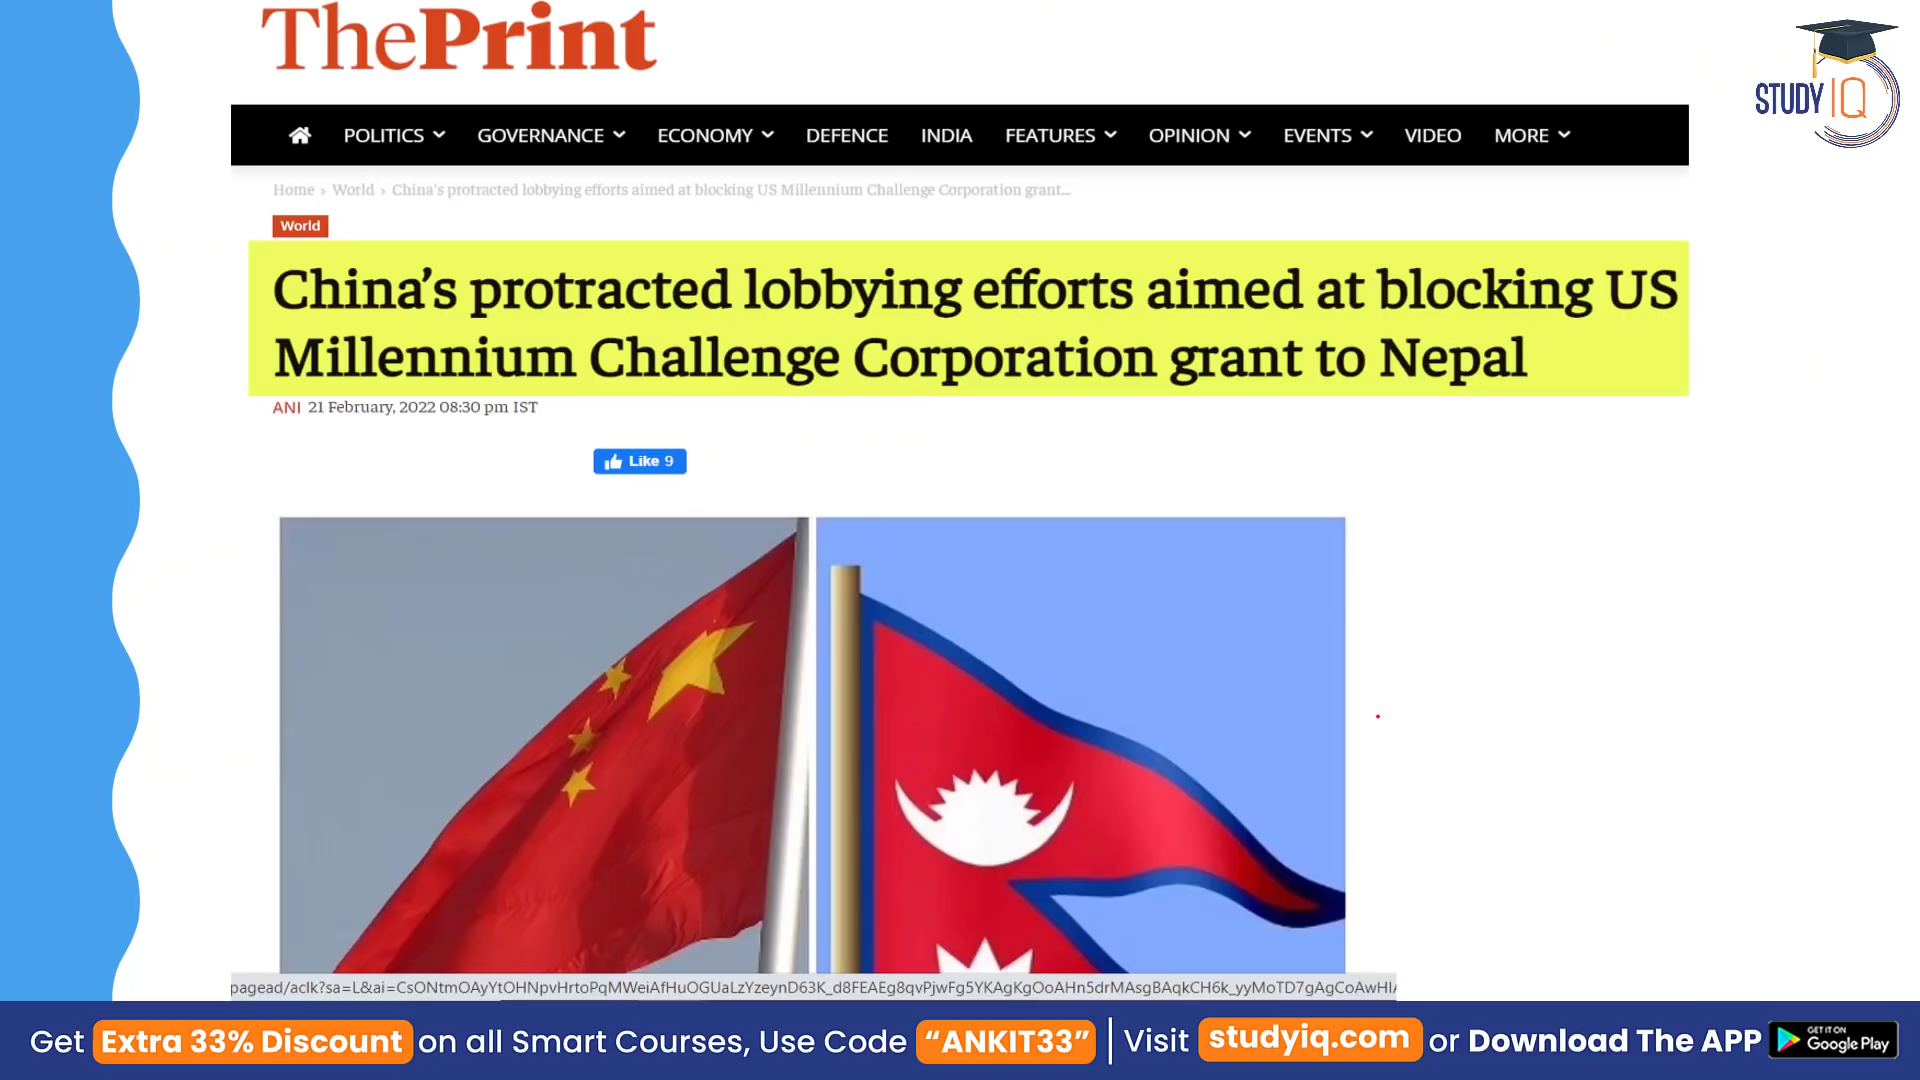 ThePrint
STUDY IQ
POLITICS GOVERNANCE ECONOMY DEFENCE INDIA FEATURES OPINION EVENTS VIDEO MORE
Home › World › China's protracted lobbying efforts aimed at blocking US Millennium Challenge Corporation grant...
World
China’s protracted lobbying efforts aimed at blocking US
Millennium Challenge Corporation grant to Nepal
ANI 21 February, 2022 08:30 pm IST
Like 9
Get Extra 33% Discount on all Smart Courses, Use Code “ANKIT33” | Visit studyiq.com or Download The APP GET IT ON Google Play